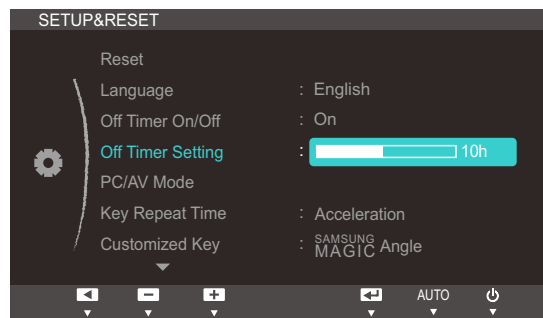 SETUP&RESET
Reset
Language : English
Off Timer On/Off : On
Off Timer Setting : 10h
PC/AV Mode
Key Repeat Time : Acceleration
Customized Key : SAMSUNG MAGIC Angle
AUTO